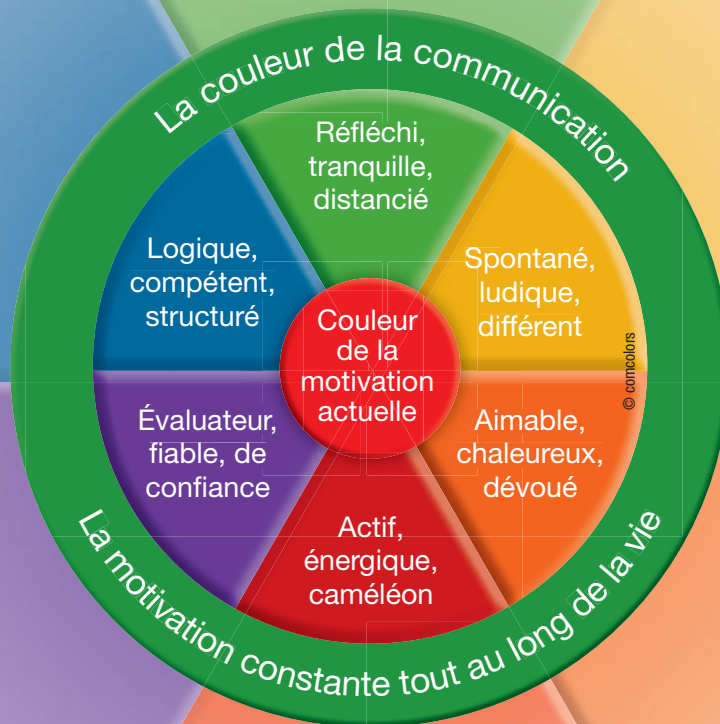 La couleur de la communication
Réfléchi,
tranquille,
distancié
Logique,
compétent,
structuré
Spontané,
ludique,
différent
Couleur
de la
motivation
actuelle
© comcolors
Évaluateur,
fiable, de
confiance
Aimable,
chaleureux,
dévoué
Actif,
énergique,
caméléon
La motivation constante tout au long de la vie